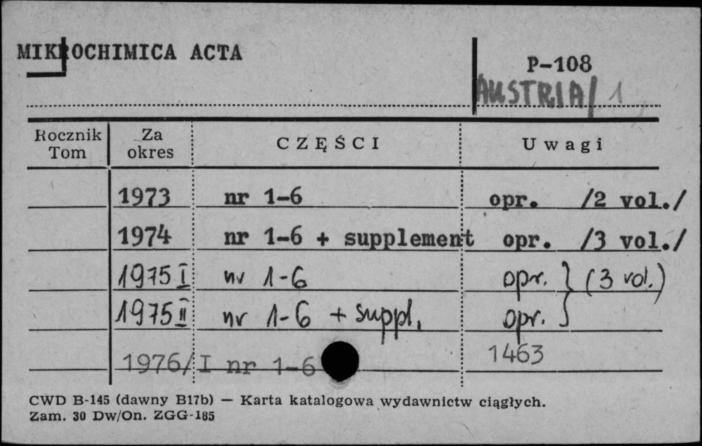 MIKROCHIMICA ACTA P-108
AUSTRIA/1
Rocznik Tom Za okres CZĘŚCI Uwagi
1973 nr 1-6 opr. /2 vol./
1974 nr 1-6 + supplement opr. /3 vol./
1975 I nr 1-6 opr. } (3 vol.)
1975 II nr 1-6 + suppl. opr.
1976/I nr 1-6 1463
CWD B-145 (dawny B17b) — Karta katalogowa wydawnictw ciągłych.
Zam. 30 Dw/On. ZGG-185